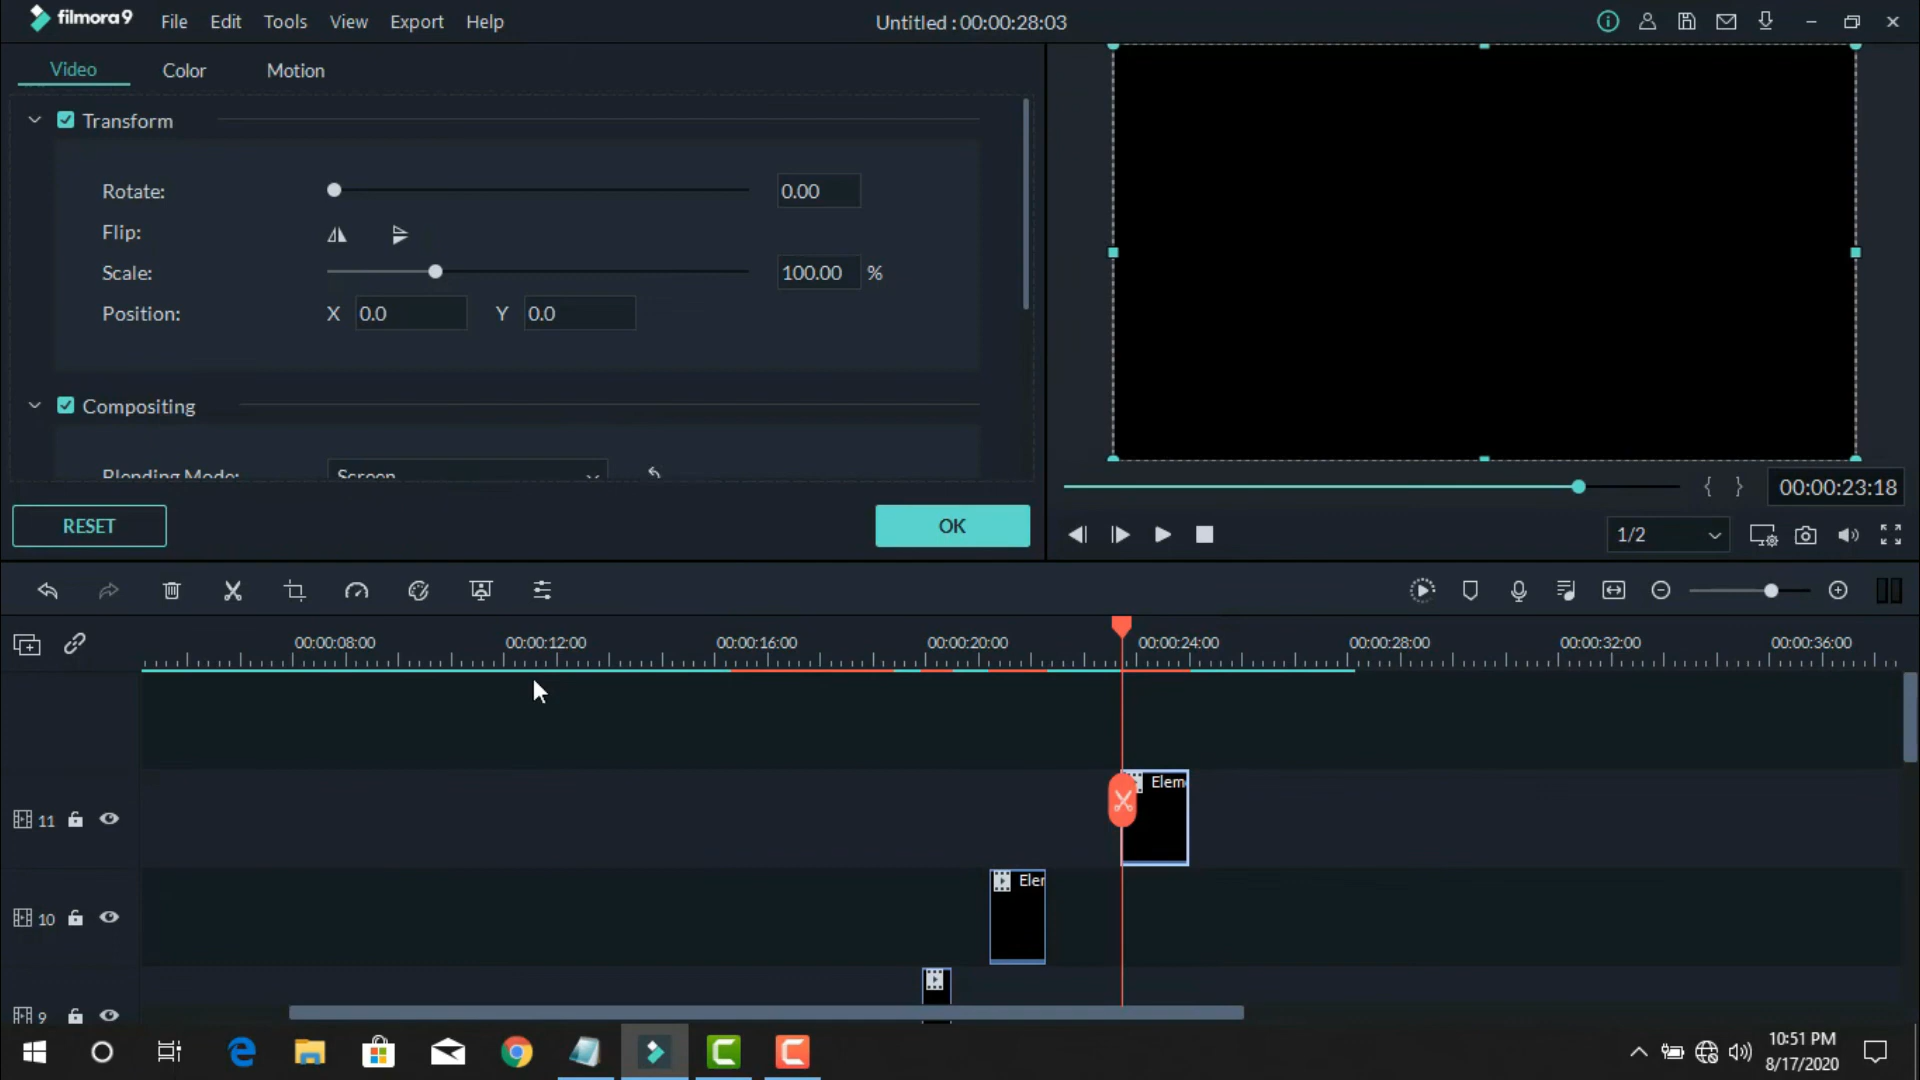 filmora9
File Edit Tools View Export Help
Untitled : 00:00:28:03
Video Color Motion
Transform
Rotate: 0.00
Flip:
Scale: 100.00 %
Position: X 0.0 Y 0.0
Compositing
Blending Mode: Screen
RESET OK
00:00:23:18
1/2
00:00:08:00 00:00:12:00 00:00:16:00 00:00:20:00 00:00:24:00 00:00:28:00 00:00:32:00 00:00:36:00
11
Elem
10
Eler
9
10:51 PM
8/17/2020